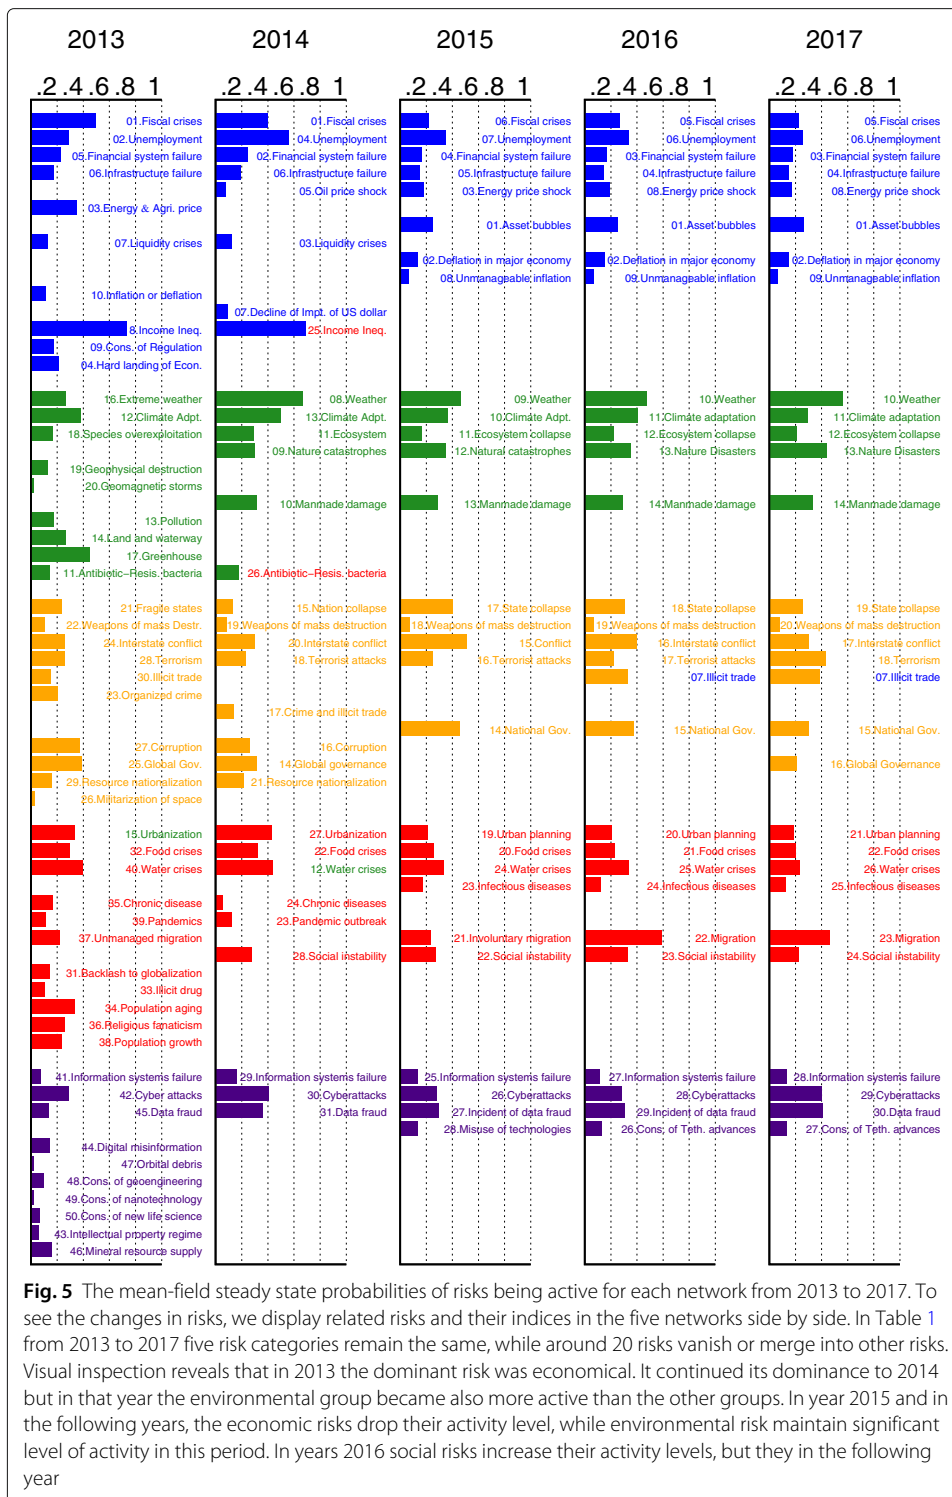 2013
.2.4.6.8 1
01.Fiscal crises
02.Unemployment
05.Financial system failure
06.Infrastructure failure
03.Energy & Agri. price
07.Liquidity crises
10.Inflation or deflation
8.Income Ineq.
09.Cons. of Regulation
04.Hard landing of Econ.
16.Extreme weather
12.Climate Adpt.
18.Species overexploitation
19.Geophysical destruction
20.Geomagnetic storms
13.Pollution
14.Land and waterway
17.Greenhouse
11.Antibiotic-Resis. bacteria
21.Fragile states
22.Weapons of mass Destr.
24.Interstate conflict
28.Terrorism
30.Illicit trade
23.Organized crime
27.Corruption
25.Global Gov.
29.Resource nationalization
26.Militarization of space
15.Urbanization
32.Food crises
40.Water crises
35.Chronic disease
39.Pandemics
37.Unmanaged migration
31.Backlash to globalization
33.Illicit drug
34.Population aging
36.Religious fanaticism
38.Population growth
41.Information systems failure
42.Cyber attacks
45.Data fraud
44.Digital misinformation
47.Orbital debris
48.Cons. of geoengineering
49.Cons. of nanotechnology
50.Cons. of new life science
43.Intellectual property regime
46.Mineral resource supply
2014
.2.4.6.8 1
01.Fiscal crises
04.Unemployment
02.Financial system failure
06.Infrastructure failure
05.Oil price shock
03.Liquidity crises
07.Decline of Impt. of US dollar
25.Income Ineq.
08.Weather
13.Climate Adpt.
11.Ecosystem
09.Nature catastrophes
10.Manmade damage
26.Antibiotic-Resis. bacteria
15.Nation collapse
19.Weapons of mass destruction
20.Interstate conflict
18.Terrorist attacks
17.Crime and illicit trade
16.Corruption
14.Global governance
21.Resource nationalization
27.Urbanization
22.Food crises
12.Water crises
24.Chronic diseases
23.Pandemic outbreak
28.Social instability
29.Information systems failure
30.Cyberattacks
31.Data fraud
2015
.2.4.6.8 1
06.Fiscal crises
07.Unemployment
04.Financial system failure
05.Infrastructure failure
03.Energy price shock
01.Asset bubbles
02.Deflation in major economy
08.Unmanageable inflation
09.Weather
10.Climate Adpt.
11.Ecosystem collapse
12.Natural catastrophes
13.Manmade damage
17.State collapse
18.Weapons of mass destruction
15.Conflict
16.Terrorist attacks
14.National Gov.
19.Urban planning
20.Food crises
24.Water crises
23.Infectious diseases
21.Involuntary migration
22.Social instability
25.Information systems failure
26.Cyberattacks
27.Incident of data fraud
28.Misuse of technologies
2016
.2.4.6.8 1
05.Fiscal crises
06.Unemployment
03.Financial system failure
04.Infrastructure failure
08.Energy price shock
01.Asset bubbles
02.Deflation in major economy
09.Unmanageable inflation
10.Weather
11.Climate adaptation
12.Ecosystem collapse
13.Nature Disasters
14.Manmade damage
18.State collapse
19.Weapons of mass destruction
16.Interstate conflict
17.Terrorist attacks
07.Illicit trade
15.National Gov.
20.Urban planning
21.Food crises
25.Water crises
24.Infectious diseases
22.Migration
23.Social instability
27.Information systems failure
28.Cyberattacks
29.Incident of data fraud
26.Cons. of Teth. advances
2017
.2.4.6.8 1
05.Fiscal crises
06.Unemployment
03.Financial system failure
04.Infrastructure failure
08.Energy price shock
01.Asset bubbles
02.Deflation in major economy
09.Unmanageable inflation
10.Weather
11.Climate adaptation
12.Ecosystem collapse
13.Nature Disasters
14.Manmade damage
19.State collapse
20.Weapons of mass destruction
17.Interstate conflict
18.Terrorism
07.Illicit trade
15.National Gov.
16.Global Governance
21.Urban planning
22.Food crises
26.Water crises
25.Infectious diseases
23.Migration
24.Social instability
28.Information systems failure
29.Cyberattacks
30.Data fraud
27.Cons. of Teth. advances
Fig. 5 The mean-field steady state probabilities of risks being active for each network from 2013 to 2017. To
see the changes in risks, we display related risks and their indices in the five networks side by side. In Table 1
from 2013 to 2017 five risk categories remain the same, while around 20 risks vanish or merge into other risks.
Visual inspection reveals that in 2013 the dominant risk was economical. It continued its dominance to 2014
but in that year the environmental group became also more active than the other groups. In year 2015 and in
the following years, the economic risks drop their activity level, while environmental risk maintain significant
level of activity in this period. In years 2016 social risks increase their activity levels, but they in the following
year